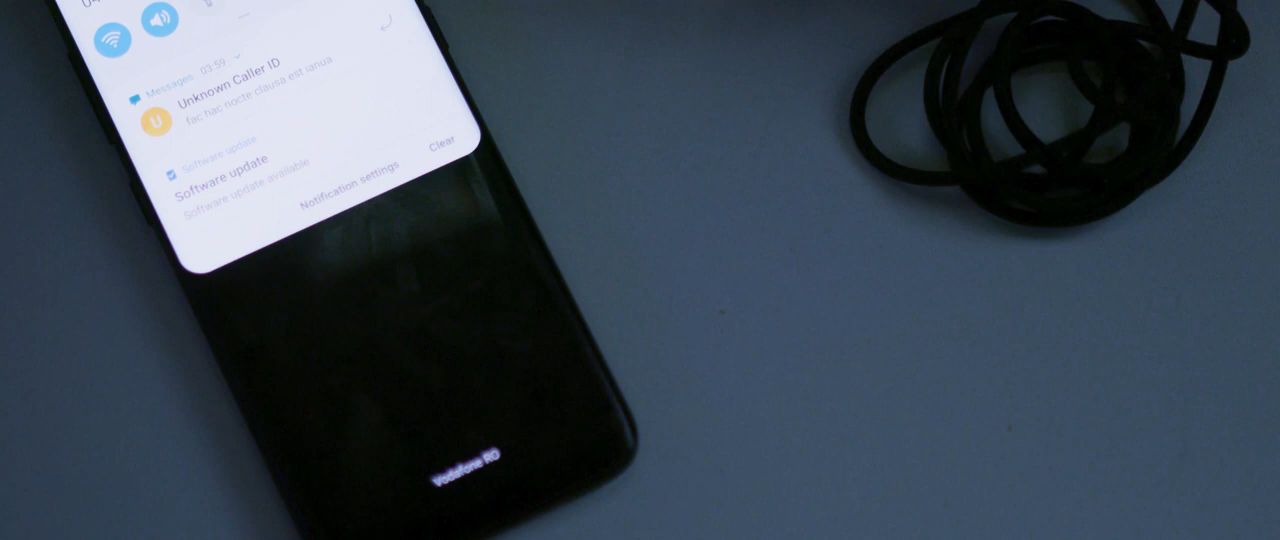 Messages 03:59
Unknown Caller ID
fac hac nocte clausa est ianua
U
Software update
Software update
Software update available
Notification settings
Clear
Vodafone RO